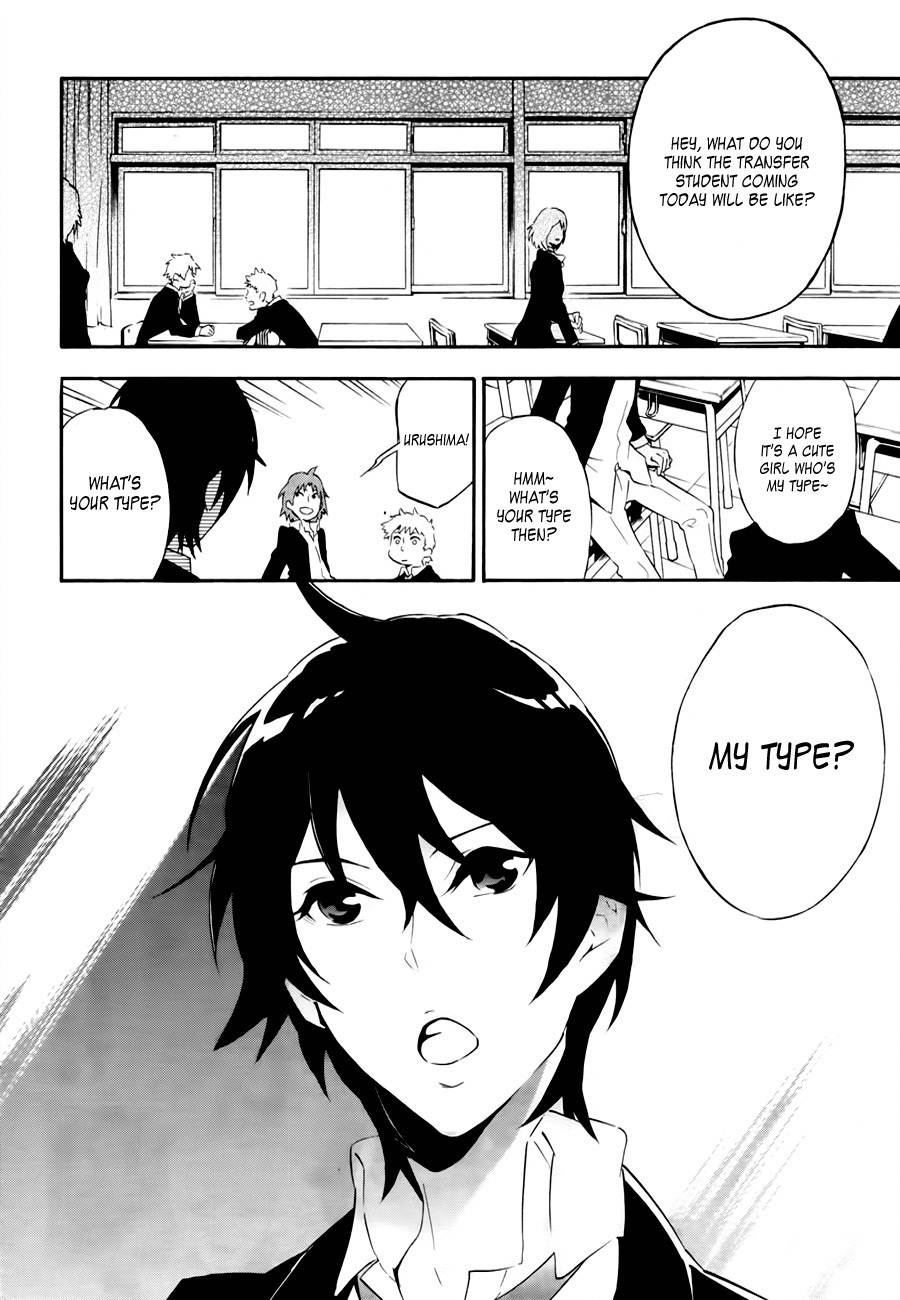 HEY, WHAT DO YOU
THINK THE TRANSFER
STUDENT COMING
TODAY WILL BE LIKE?
I HOPE
IT'S A CUTE
GIRL WHO'S
MY TYPE~
HMM~
WHAT'S
YOUR TYPE
THEN?
URUSHIMA!
WHAT'S
YOUR TYPE?
MY TYPE?